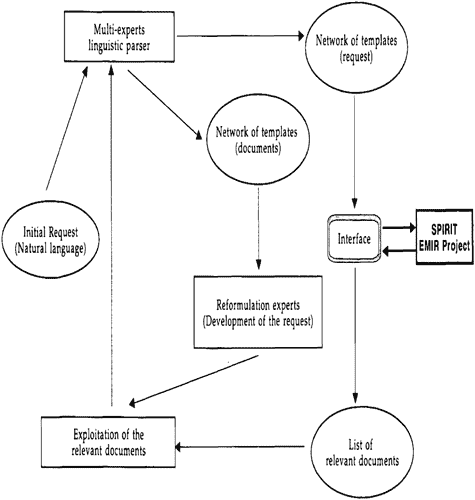 Multi-experts
linguistic parser
Network of templates
(request)
Network of templates
(documents)
Initial Request
(Natural language)
Interface
SPIRIT
EMIR Project
Reformulation experts
(Development of the request)
Exploitation of the
relevant documents
List of
relevant documents